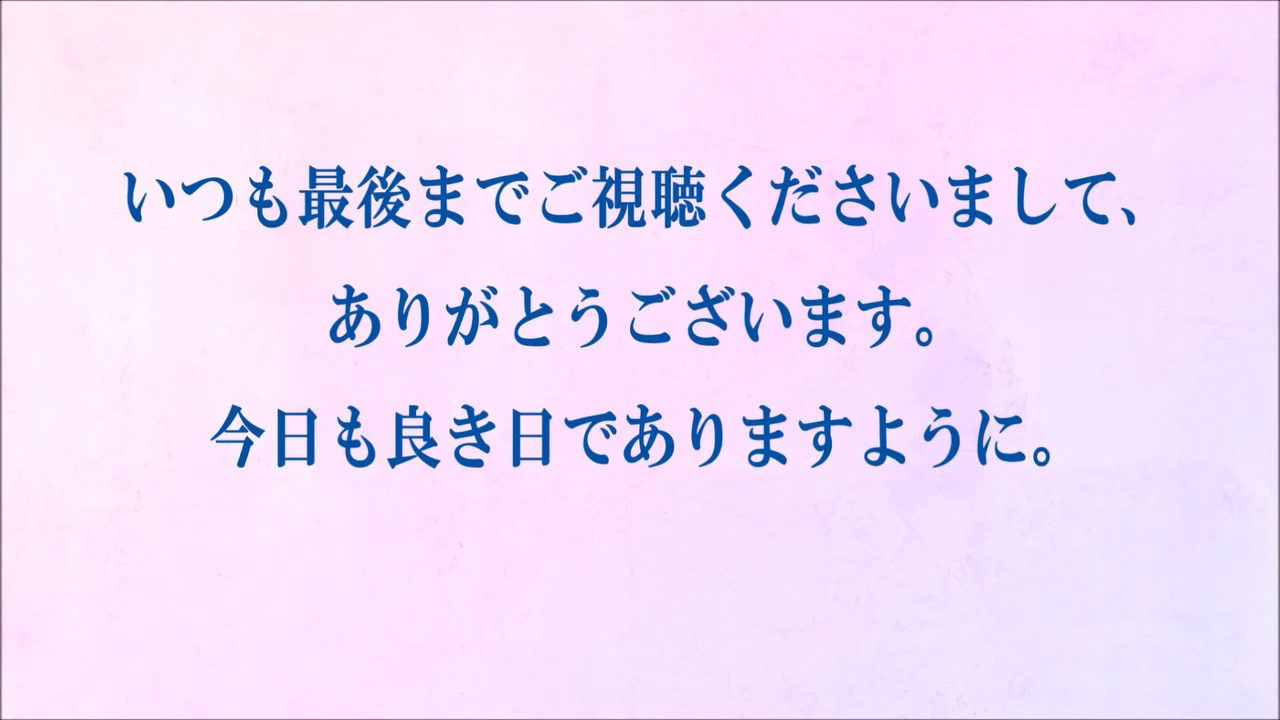 いつも最後までご視聴くださいまして、
ありがとうございます。
今日も良き日でありますように。